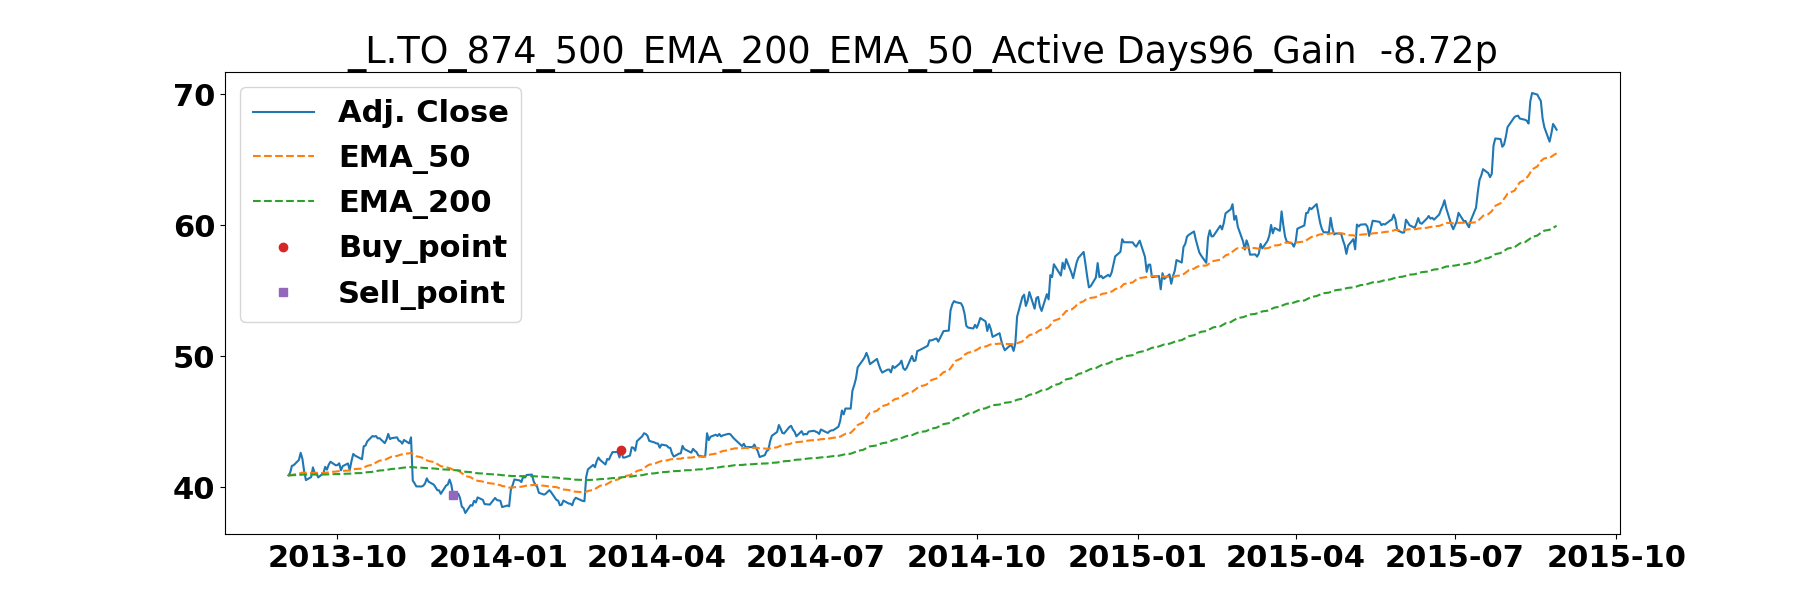 _L.TO_874_500_EMA_200_EMA_50_Active Days96_Gain  -8.72p
Adj. Close
EMA_50
EMA_200
Buy_point
Sell_point
70
60
50
40
2013-10 2014-01 2014-04 2014-07 2014-10 2015-01 2015-04 2015-07 2015-10